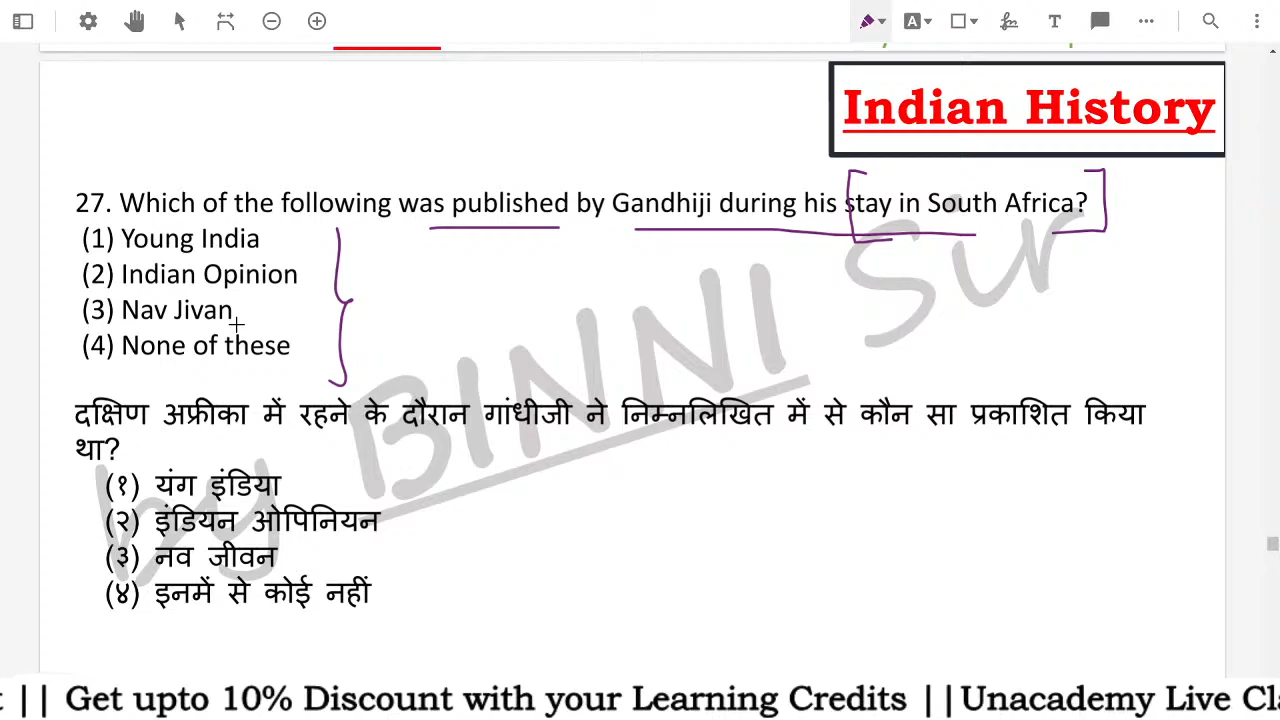 Indian History
27. Which of the following was published by Gandhiji during his stay in South Africa?
(1) Young India
(2) Indian Opinion
(3) Nav Jivan
(4) None of these
दक्षिण अफ्रीका में रहने के दौरान गांधीजी ने निम्नलिखित में से कौन सा प्रकाशित किया
था?
(१) यंग इंडिया
(२) इंडियन ओपिनियन
(३) नव जीवन
(४) इनमें से कोई नहीं
by BINNI Sir
|| Get upto 10% Discount with your Learning Credits ||Unacademy Live